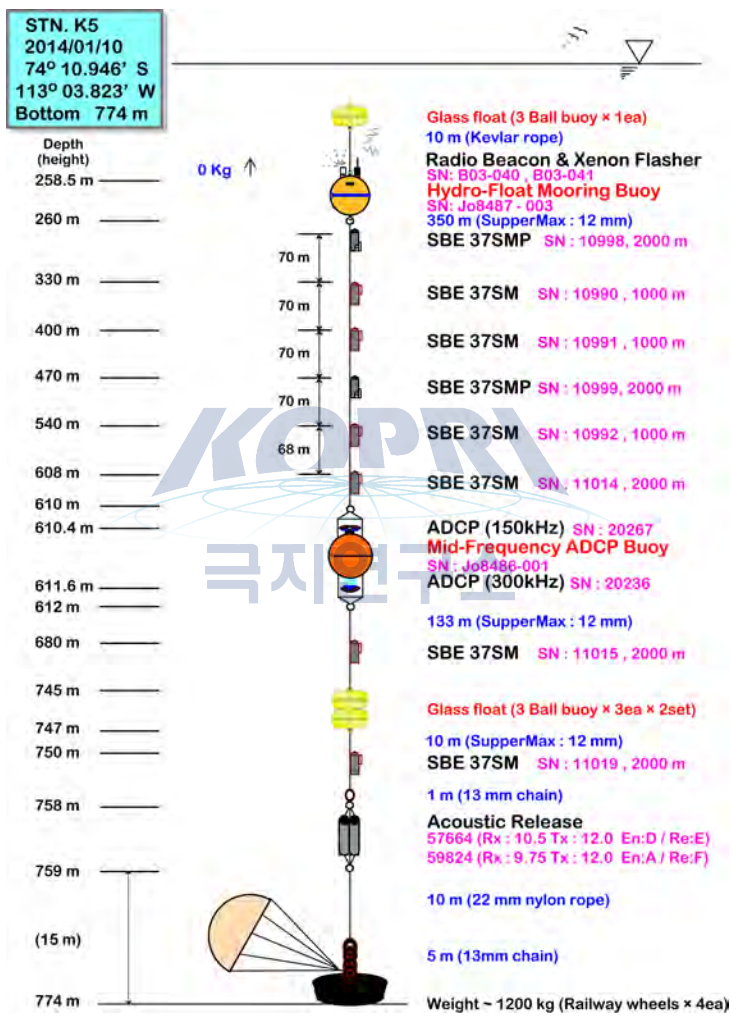 STN. K5
2014/01/10
74° 10.946' S
113° 03.823' W
Bottom 774 m
Depth
(height)
Glass float (3 Ball buoy × 1ea)
10 m (Kevlar rope)
0 Kg
Radio Beacon & Xenon Flasher
SN: B03-040 , B03-041
258.5 m
Hydro-Float Mooring Buoy
SN: Jo8487 - 003
260 m
350 m (SupperMax : 12 mm)
SBE 37SMP SN : 10998, 2000 m
70 m
330 m
SBE 37SM SN : 10990 , 1000 m
70 m
400 m
SBE 37SM SN : 10991 , 1000 m
70 m
470 m
SBE 37SMP SN : 10999, 2000 m
70 m
540 m
SBE 37SM SN : 10992 , 1000 m
68 m
608 m
SBE 37SM SN : 11014 , 2000 m
KOPRI
극지연구소
610 m
610.4 m
ADCP (150kHz) SN : 20267
Mid-Frequency ADCP Buoy
SN : Jo8486-001
611.6 m
ADCP (300kHz) SN : 20236
612 m
133 m (SupperMax : 12 mm)
680 m
SBE 37SM SN : 11015 , 2000 m
745 m
Glass float (3 Ball buoy × 3ea × 2set)
747 m
10 m (SupperMax : 12 mm)
750 m
SBE 37SM SN : 11019 , 2000 m
1 m (13 mm chain)
758 m
Acoustic Release
57664 (Rx : 10.5 Tx : 12.0 En:D / Re:E)
59824 (Rx : 9.75 Tx : 12.0 En:A / Re:F)
759 m
10 m (22 mm nylon rope)
(15 m)
5 m (13mm chain)
774 m
Weight ~ 1200 kg (Railway wheels × 4ea)